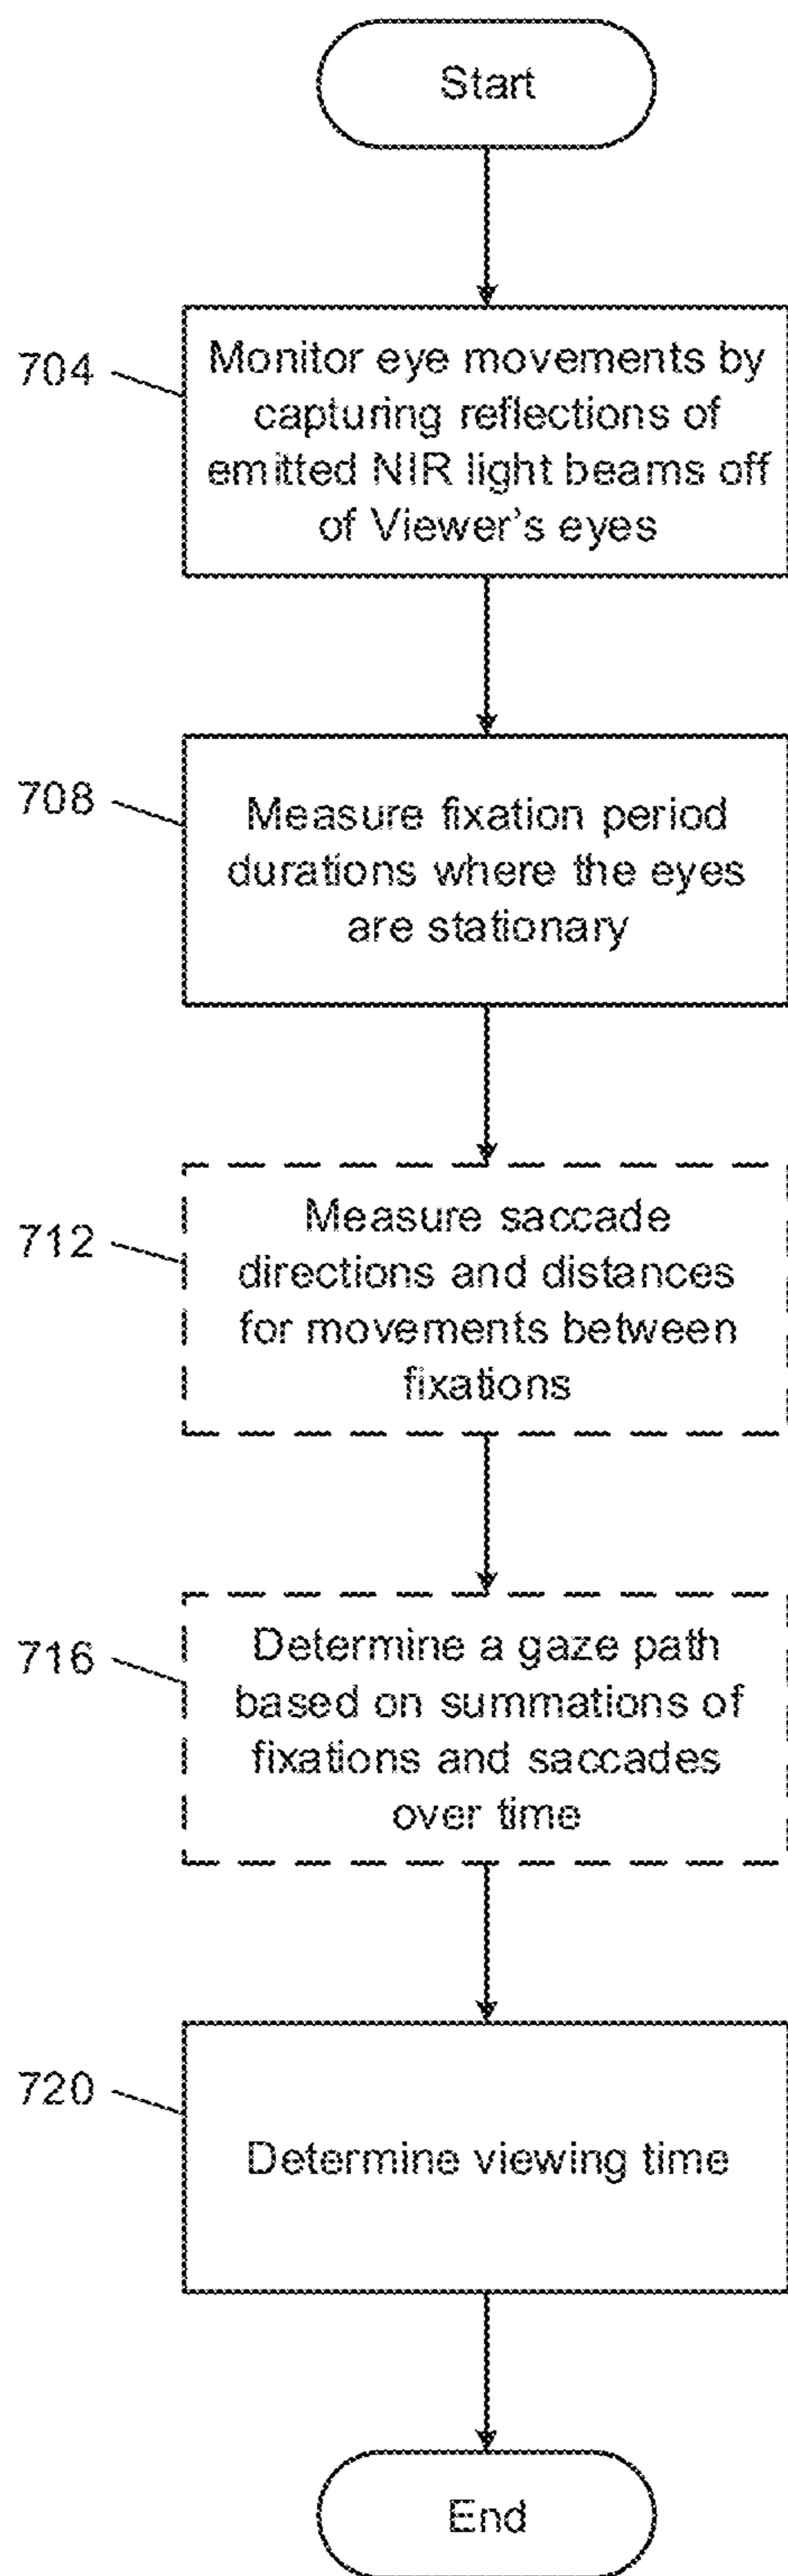 Start
704
Monitor eye movements by
capturing reflections of
emitted NIR light beams off
of Viewer's eyes
708
Measure fixation period
durations where the eyes
are stationary
712
Measure saccade
directions and distances
for movements between
fixations
716
Determine a gaze path
based on summations of
fixations and saccades
over time
720
Determine viewing time
End